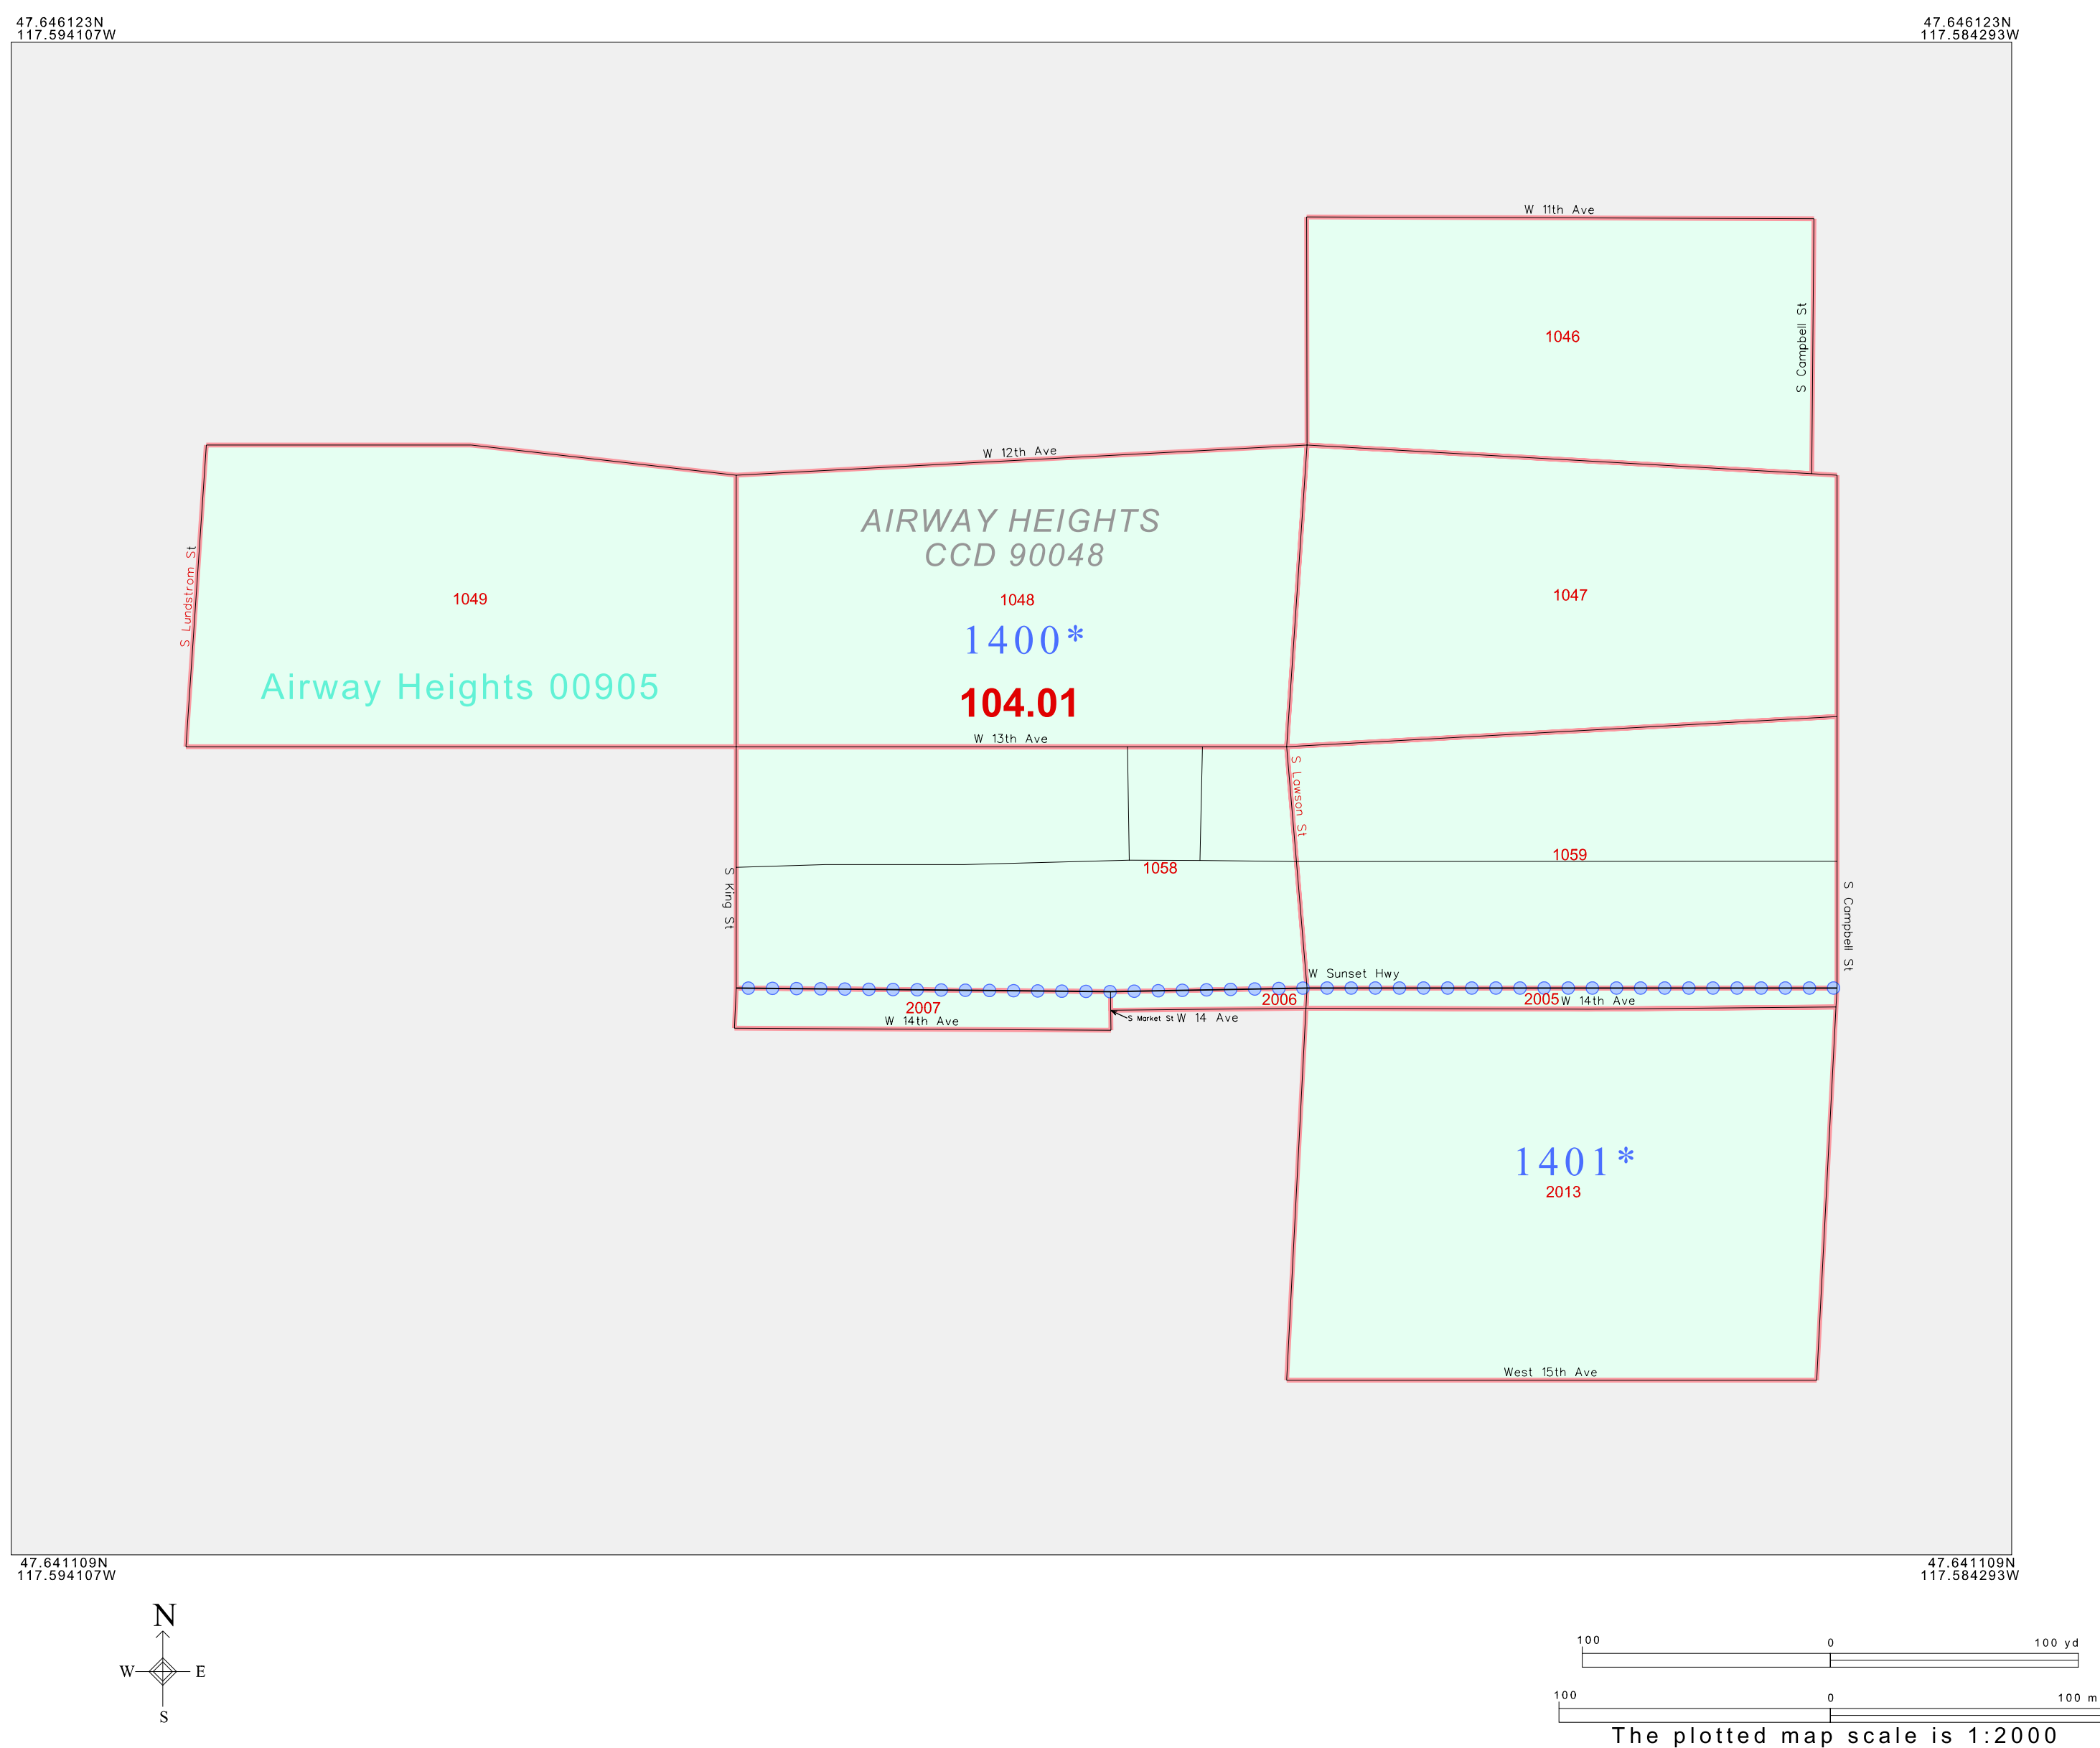 47.646123N
117.594107W
47.646123N
117.584293W
W 11th Ave
S Campbell St
1046
W 12th Ave
AIRWAY HEIGHTS
CCD 90048
S Lundstrom St
1049
1048
1047
1400*
Airway Heights 00905
104.01
W 13th Ave
S Lawson St
1058
1059
S King St
S Campbell St
W Sunset Hwy
2007
2006
2005
W 14th Ave
W 14th Ave
S Market St
W 14 Ave
1401*
2013
West 15th Ave
47.641109N
117.594107W
47.641109N
117.584293W
N
W
E
S
100
0
100 yd
100
0
100 m
The plotted map scale is 1:2000